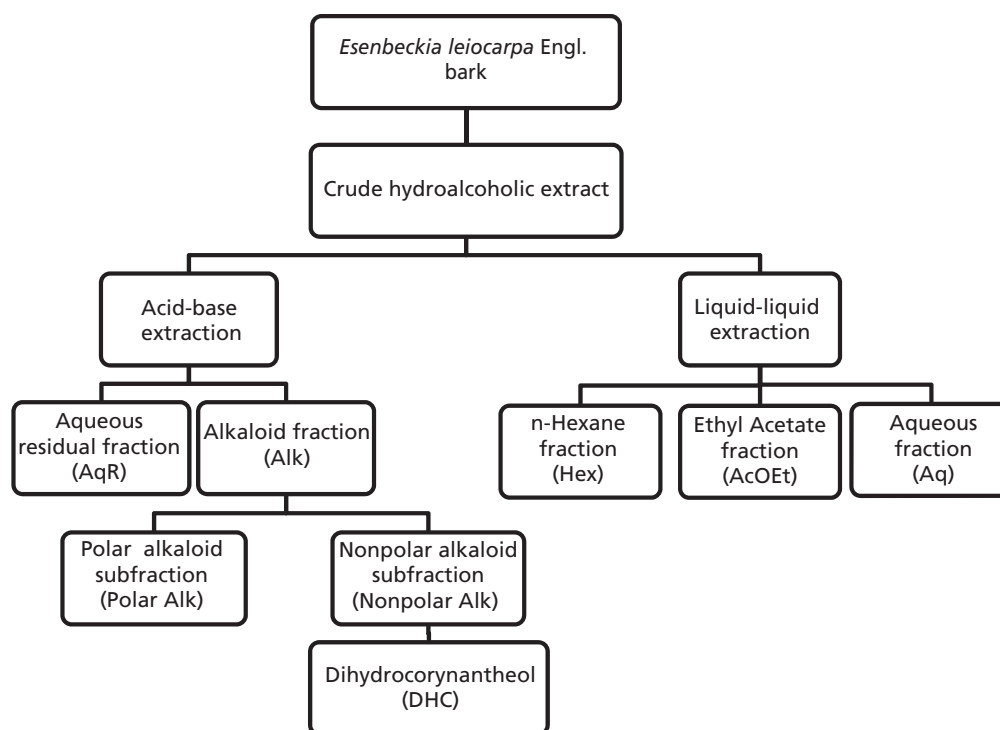 Esenbeckia leiocarpa Engl.
bark
Crude hydroalcoholic extract
Acid-base
extraction
Liquid-liquid
extraction
Aqueous
residual fraction
(AqR)
Alkaloid fraction
(Alk)
n-Hexane
fraction
(Hex)
Ethyl Acetate
fraction
(AcOEt)
Aqueous
fraction
(Aq)
Polar alkaloid
subfraction
(Polar Alk)
Nonpolar alkaloid
subfraction
(Nonpolar Alk)
Dihydrocorynantheol
(DHC)